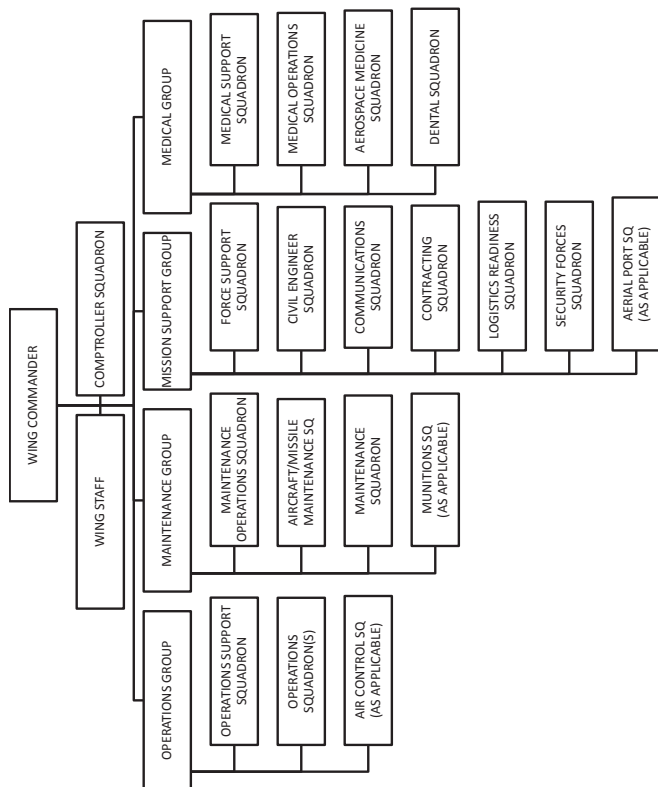 WING COMMANDER
WING STAFF
COMPTROLLER SQUADRON
OPERATIONS GROUP
MAINTENANCE GROUP
MISSION SUPPORT GROUP
MEDICAL GROUP
OPERATIONS SUPPORT
SQUADRON
OPERATIONS
SQUADRON(S)
AIR CONTROL SQ
(AS APPLICABLE)
MAINTENANCE
OPERATIONS SQUADRON
AIRCRAFT/MISSILE
MAINTENANCE SQ
MAINTENANCE
SQUADRON
MUNITIONS SQ
(AS APPLICABLE)
FORCE SUPPORT
SQUADRON
CIVIL ENGINEER
SQUADRON
COMMUNICATIONS
SQUADRON
CONTRACTING
SQUADRON
LOGISTICS READINESS
SQUADRON
SECURITY FORCES
SQUADRON
AERIAL PORT SQ
(AS APPLICABLE)
MEDICAL SUPPORT
SQUADRON
MEDICAL OPERATIONS
SQUADRON
AEROSPACE MEDICINE
SQUADRON
DENTAL SQUADRON